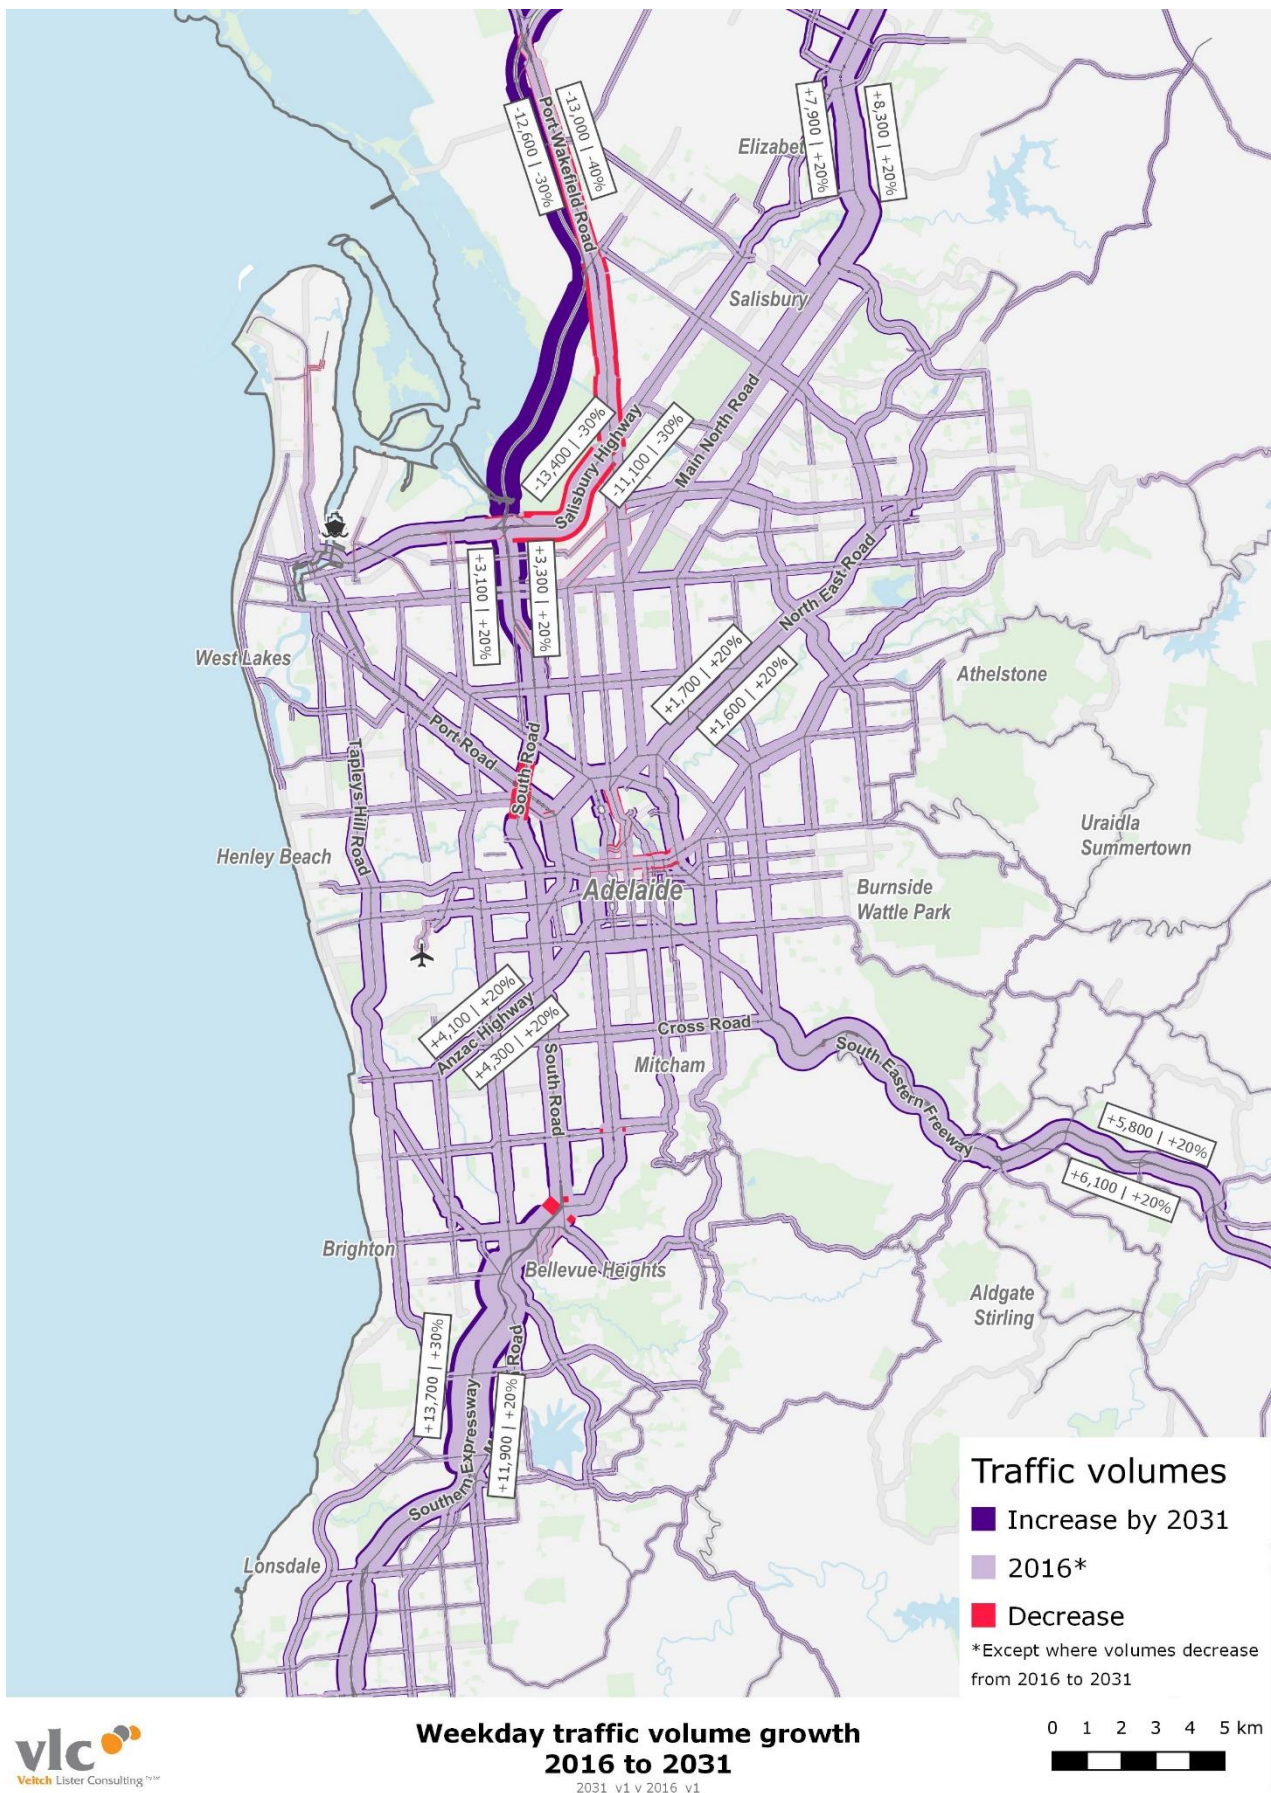 -12,600 | -30%
-13,000 | -40%
Port Wakefield Road
+7,900 | +20%
+8,300 | +20%
Elizabet
Salisbury
-13,400 | -30%
Salisbury Highway
-11,100 | -30%
Main North Road
+3,100 | +20%
+3,300 | +20%
North East Road
West Lakes
+1,700 | +20%
+1,600 | +20%
Athelstone
Port Road
South Road
Tapleys Hill Road
Henley Beach
Uraidla
Summertown
Adelaide
Burnside
Wattle Park
+4,100 | +20%
Anzac Highway
+4,300 | +20%
Cross Road
South Road
Mitcham
South Eastern Freeway
+5,800 | +20%
+6,100 | +20%
Brighton
Bellevue Heights
Aldgate
Stirling
+13,700 | +30%
Road
+11,900 | +20%
Southern Expressway
Lonsdale
Traffic volumes
Increase by 2031
2016*
Decrease
*Except where volumes decrease
from 2016 to 2031
vlc
Veitch Lister Consulting
Weekday traffic volume growth
2016 to 2031
2031_v1 v 2016_v1
0 1 2 3 4 5 km